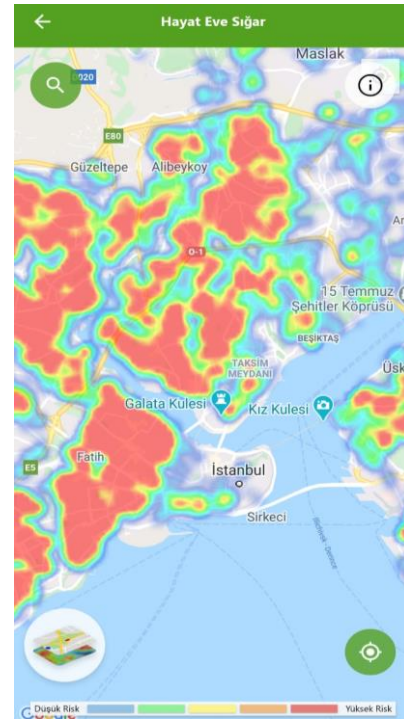 Hayat Eve Sığar
Maslak
D020
E80
Güzeltepe
Alibeyköy
O-1
15 Temmuz
Şehitler Köprüsü
BEŞİKTAŞ
TAKSİM
MEYDANI
Galata Kulesi
Kız Kulesi
Üsk
Fatih
E5
İstanbul
Sirkeci
Düşük Risk
Yüksek Risk
Google